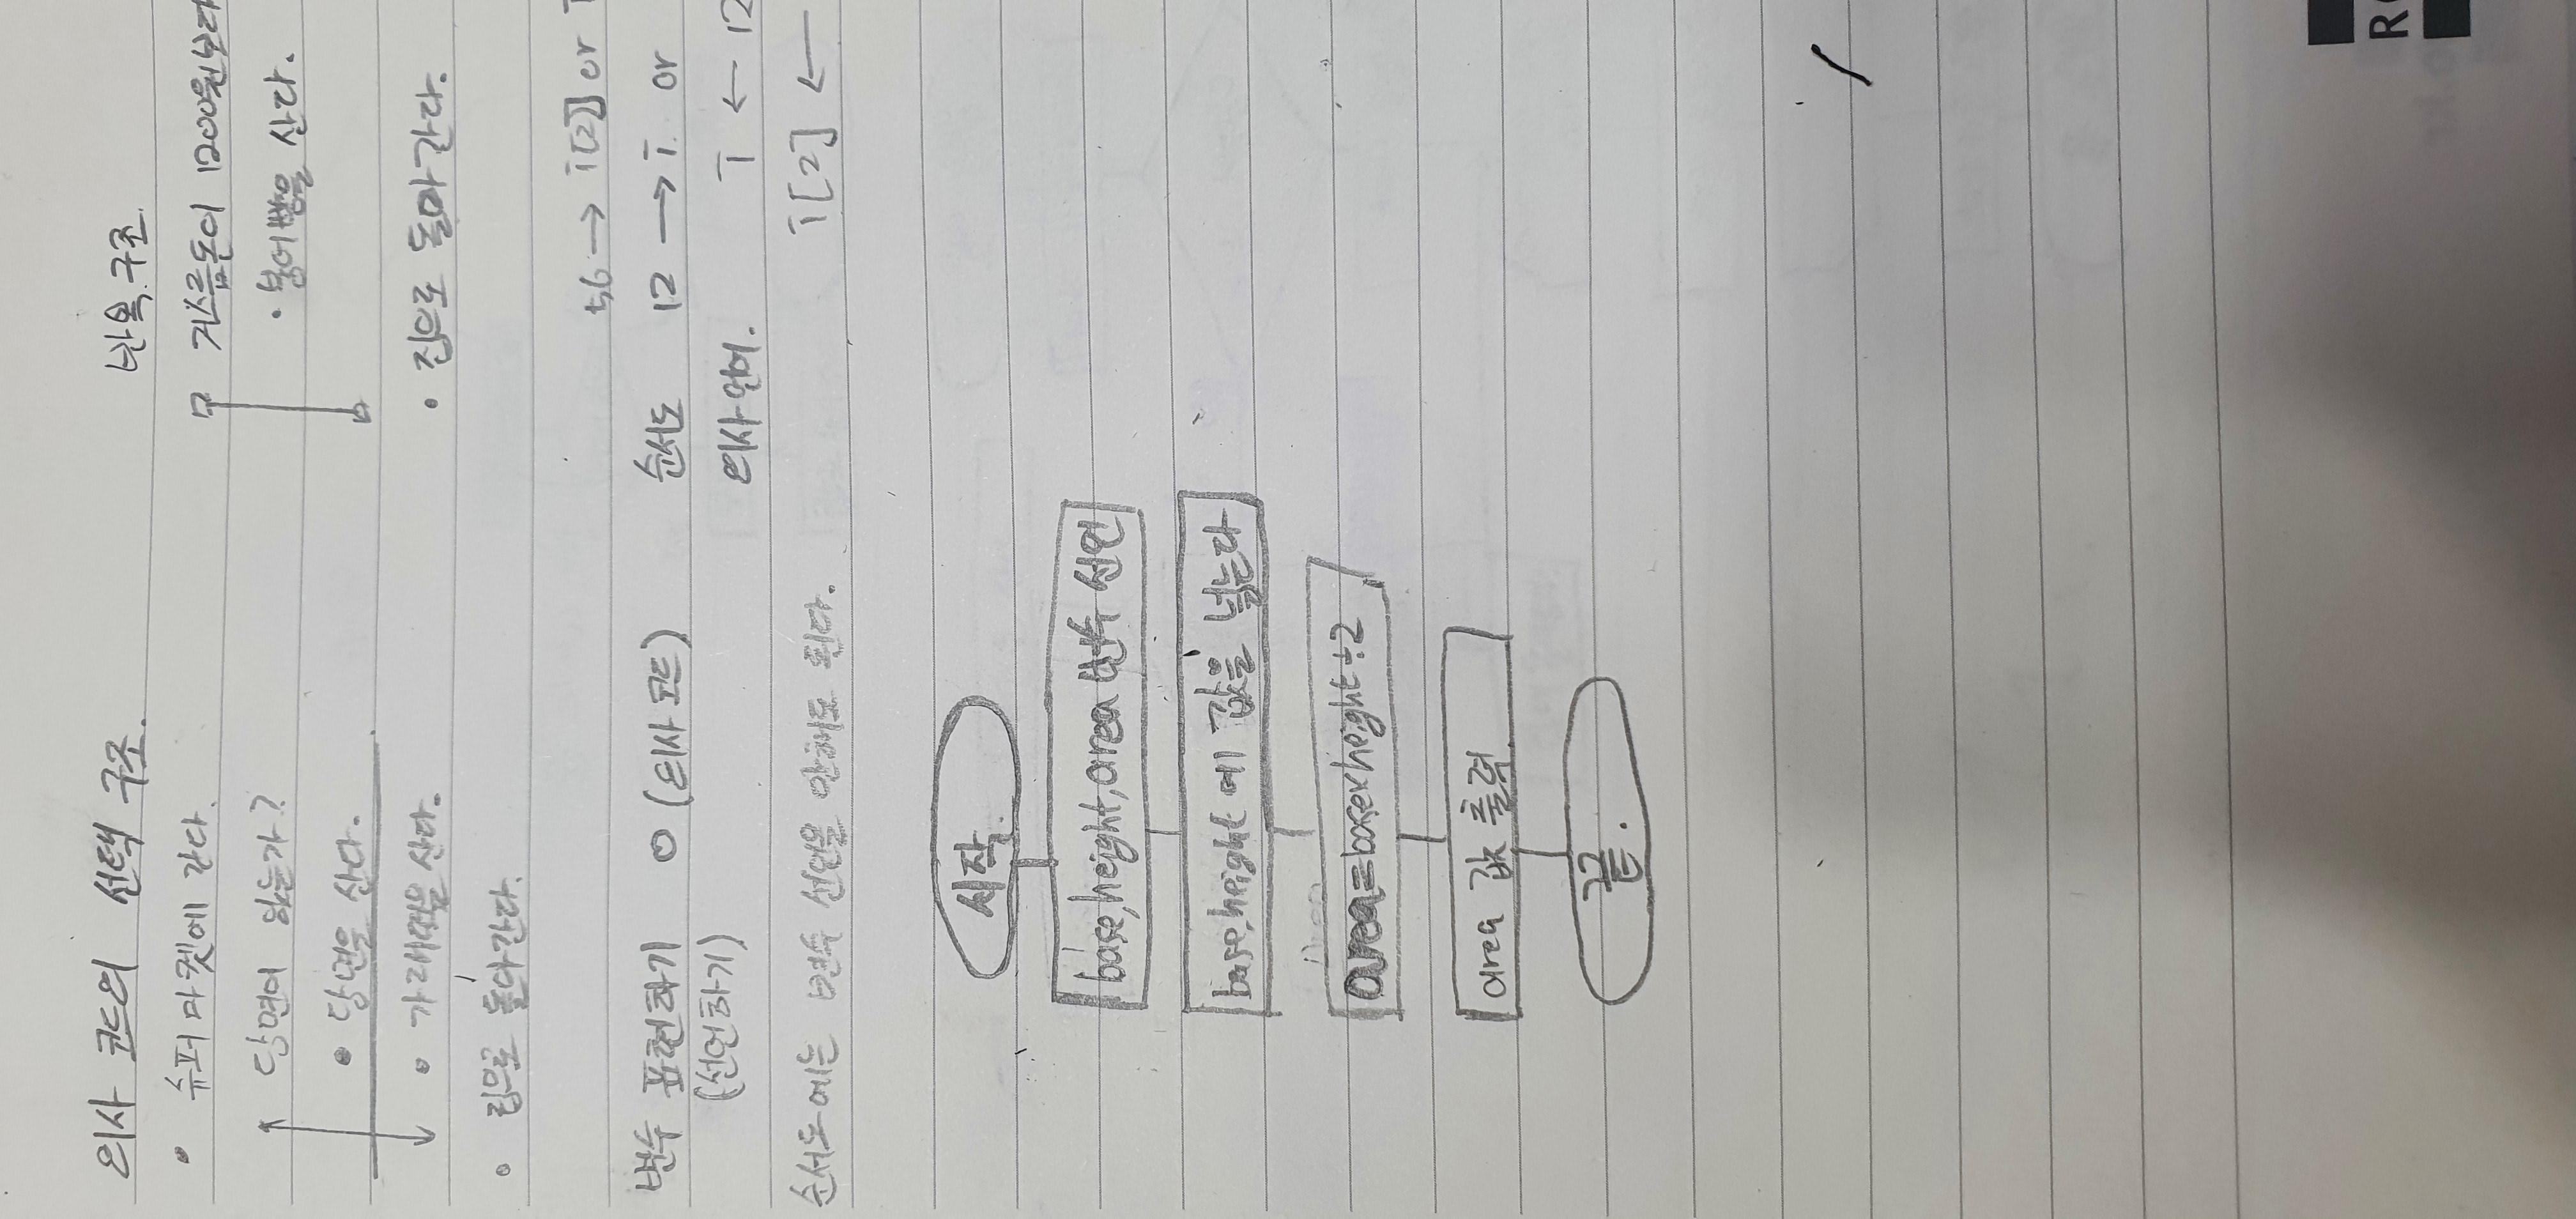 의사 코드의 선택 구조.
• 슈퍼마켓에 간다.
당면이 있는가?
• 당면을 산다.
• 가래떡을 산다.
• 집으로 돌아간다.
반복 구조.
거스름돈이 1200원보다
• 붕어빵을 산다.
• 집으로 돌아간다.
변수 표현하기 ○ (의사 코드)
(선언하기)
순서도에는 변수 선언을 안해도 된다.
56 → i[2] or
순서도 12 → i. or
의사언어. i ← 12
i[2] ←
시작.
base,height,area 변수 선언
base,height에 값을 넣는다
area=base×height÷2
area 값 출력.
끝.